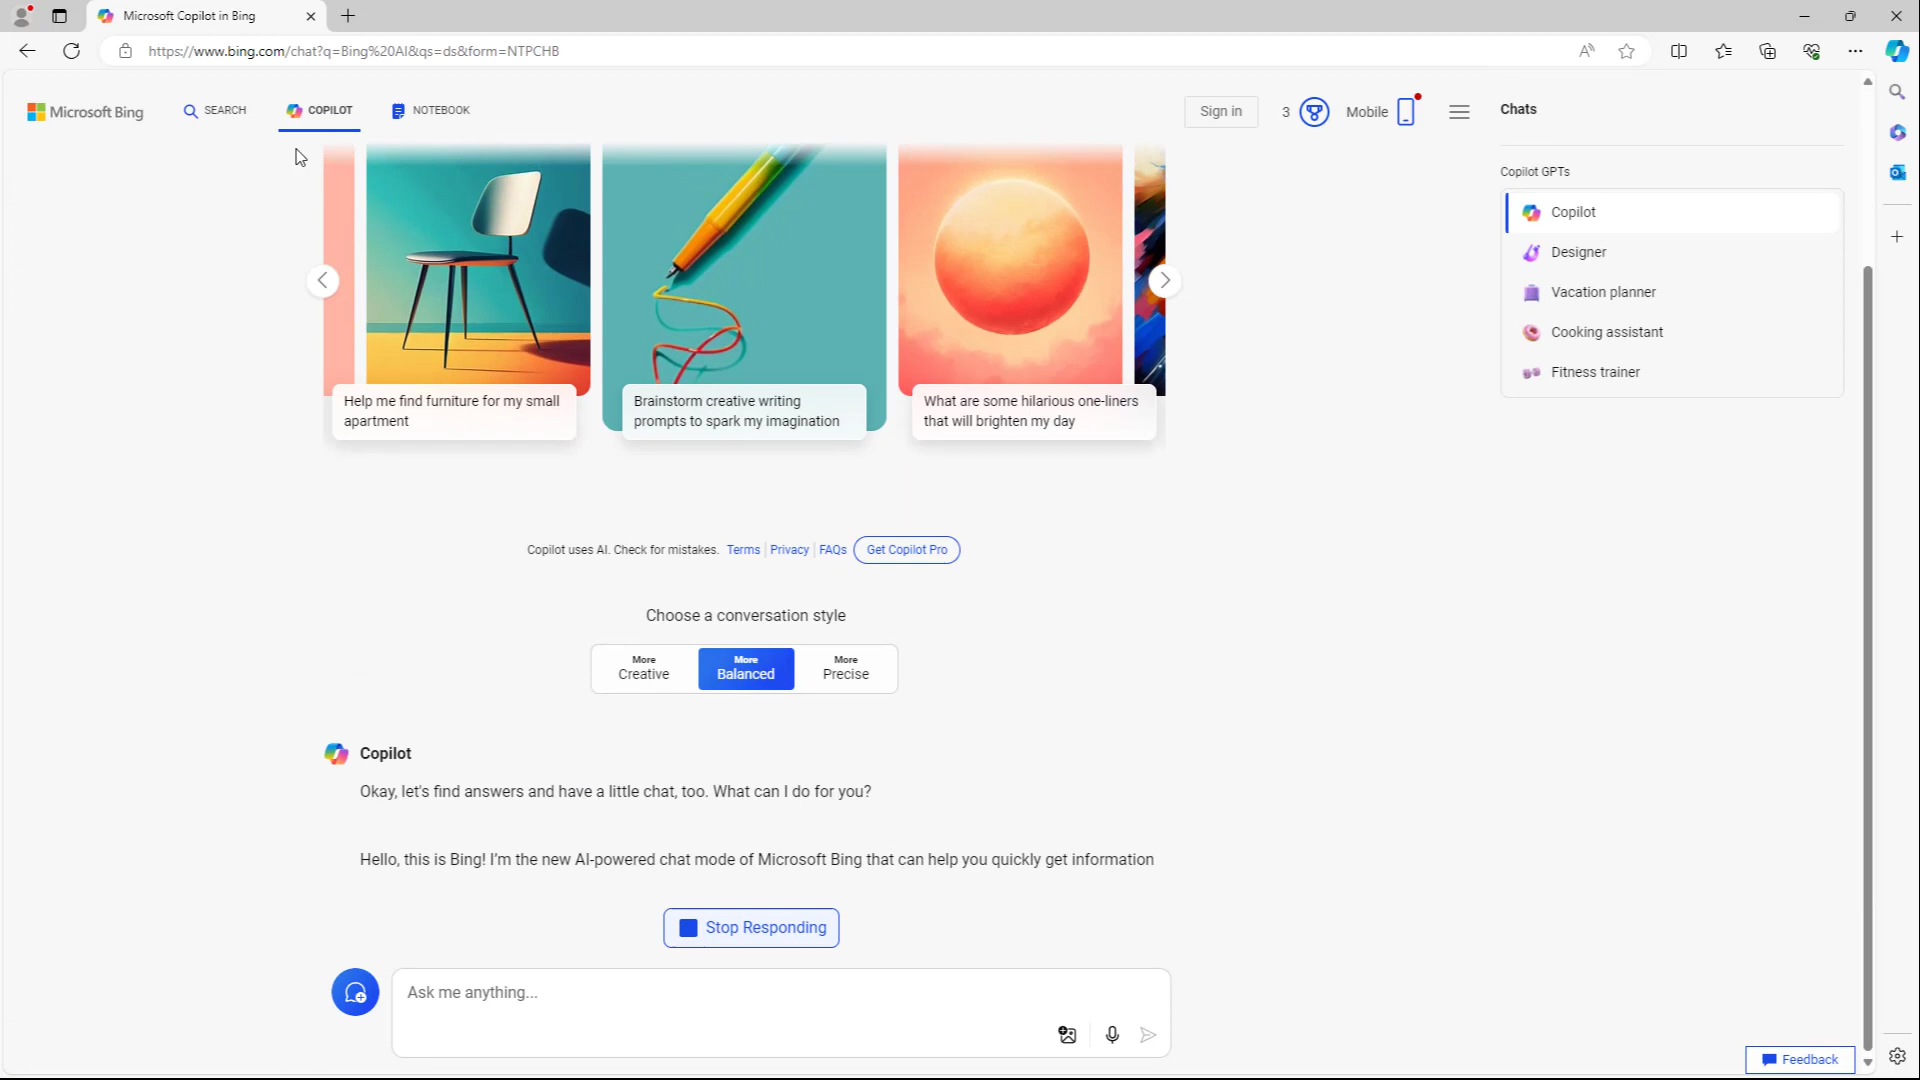 Microsoft Copilot in Bing
https://www.bing.com/chat?q=Bing%20AI&qs=ds&form=NTPCHB
Microsoft Bing
SEARCH
COPILOT
NOTEBOOK
Sign in
3
Mobile
Chats
Copilot GPTs
Copilot
Designer
Vacation planner
Cooking assistant
Fitness trainer
Help me find furniture for my small
apartment
Brainstorm creative writing
prompts to spark my imagination
What are some hilarious one-liners
that will brighten my day
Copilot uses AI. Check for mistakes. Terms Privacy FAQs Get Copilot Pro
Choose a conversation style
More
Creative
More
Balanced
More
Precise
Copilot
Okay, let's find answers and have a little chat, too. What can I do for you?
Hello, this is Bing! I'm the new AI-powered chat mode of Microsoft Bing that can help you quickly get information
Stop Responding
Ask me anything...
Feedback